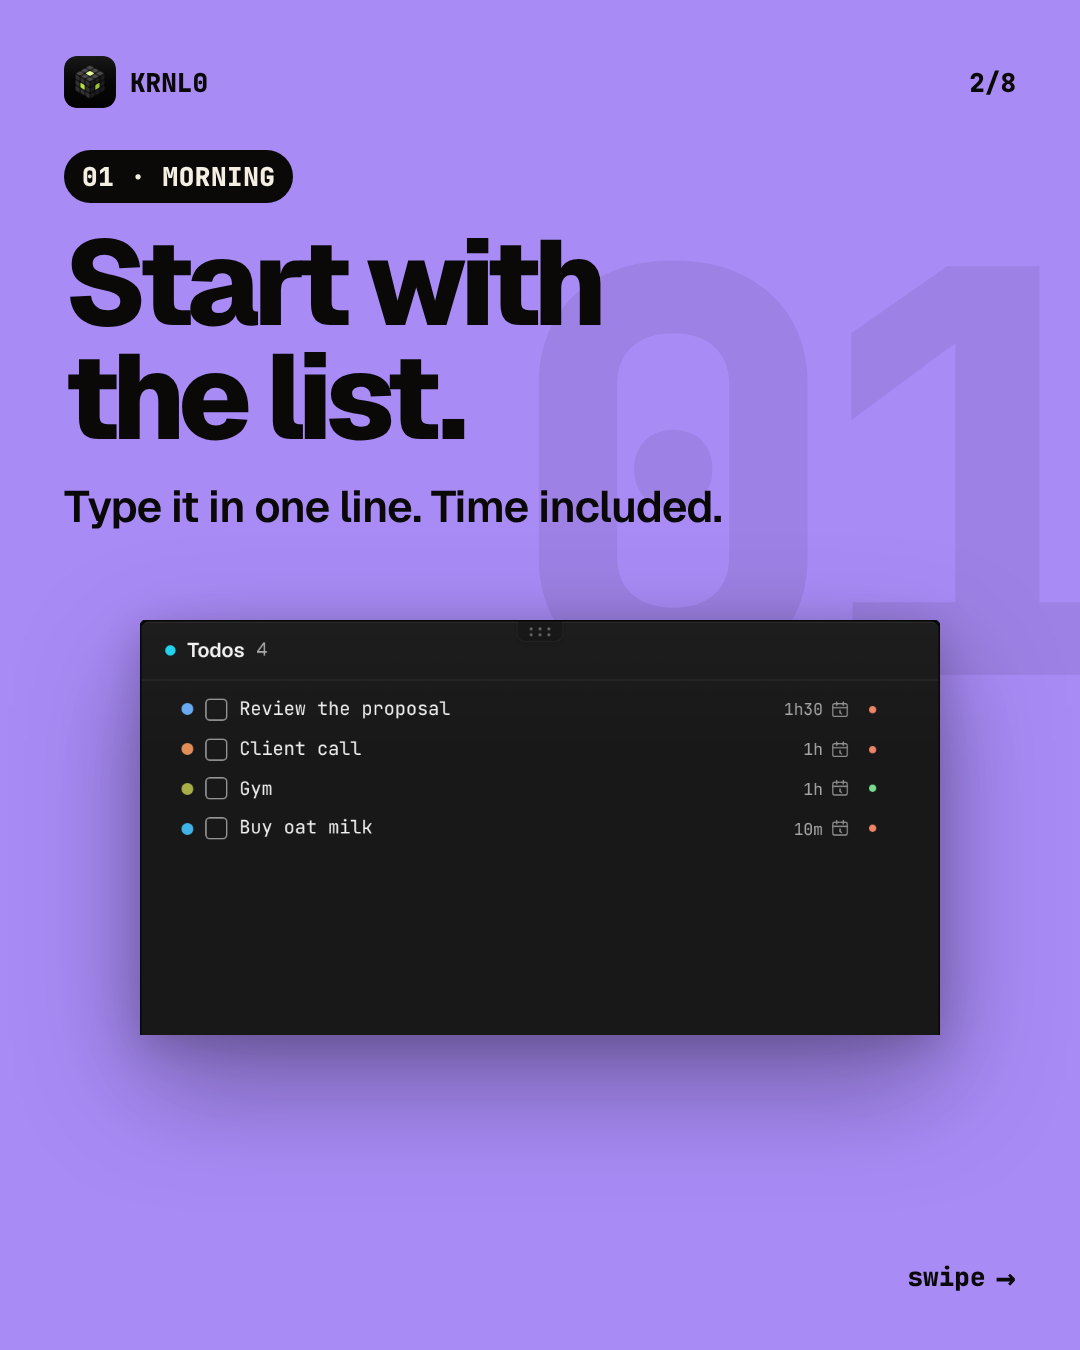 KRNL0
2/8
01 · MORNING
01
Start with
the list.
Type it in one line. Time included.
Todos 4
Review the proposal 1h30
Client call 1h
Gym 1h
Buy oat milk 10m
swipe →